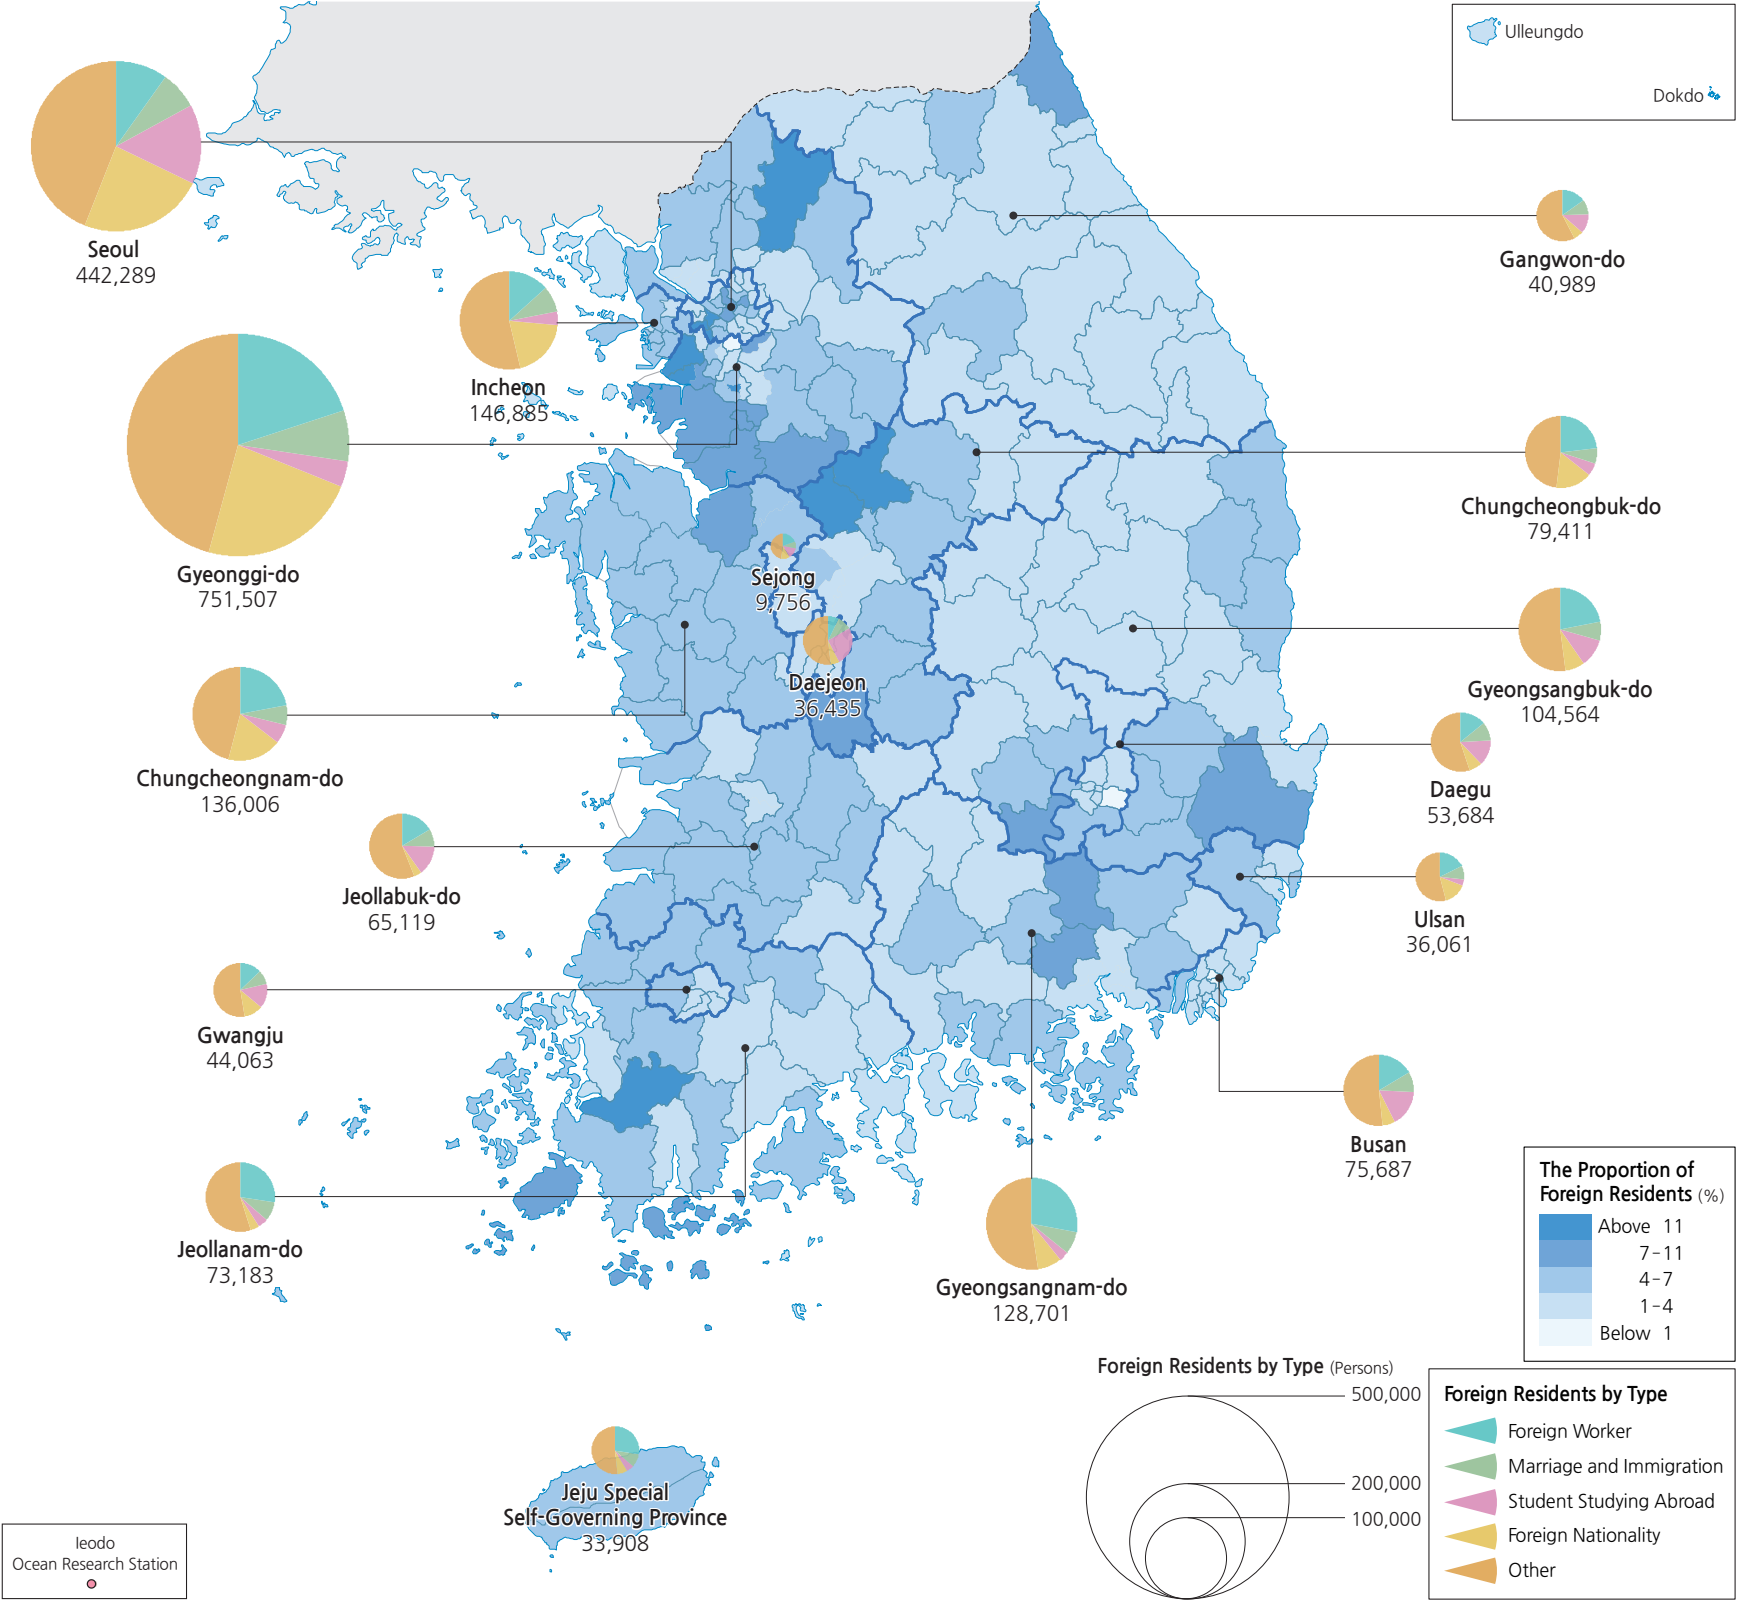 Ulleungdo
Dokdo
Seoul
442,289
Gangwon-do
40,989
Incheon
146,885
Chungcheongbuk-do
79,411
Gyeonggi-do
751,507
Sejong
9,756
Gyeongsangbuk-do
104,564
Daejeon
36,435
Chungcheongnam-do
136,006
Daegu
53,684
Jeollabuk-do
65,119
Ulsan
36,061
Gwangju
44,063
Busan
75,687
Jeollanam-do
73,183
Gyeongsangnam-do
128,701
The Proportion of
Foreign Residents (%)
Above 11
7-11
4-7
1-4
Below 1
Foreign Residents by Type (Persons)
500,000
200,000
100,000
Foreign Residents by Type
Foreign Worker
Marriage and Immigration
Student Studying Abroad
Foreign Nationality
Other
Jeju Special
Self-Governing Province
33,908
Ieodo
Ocean Research Station